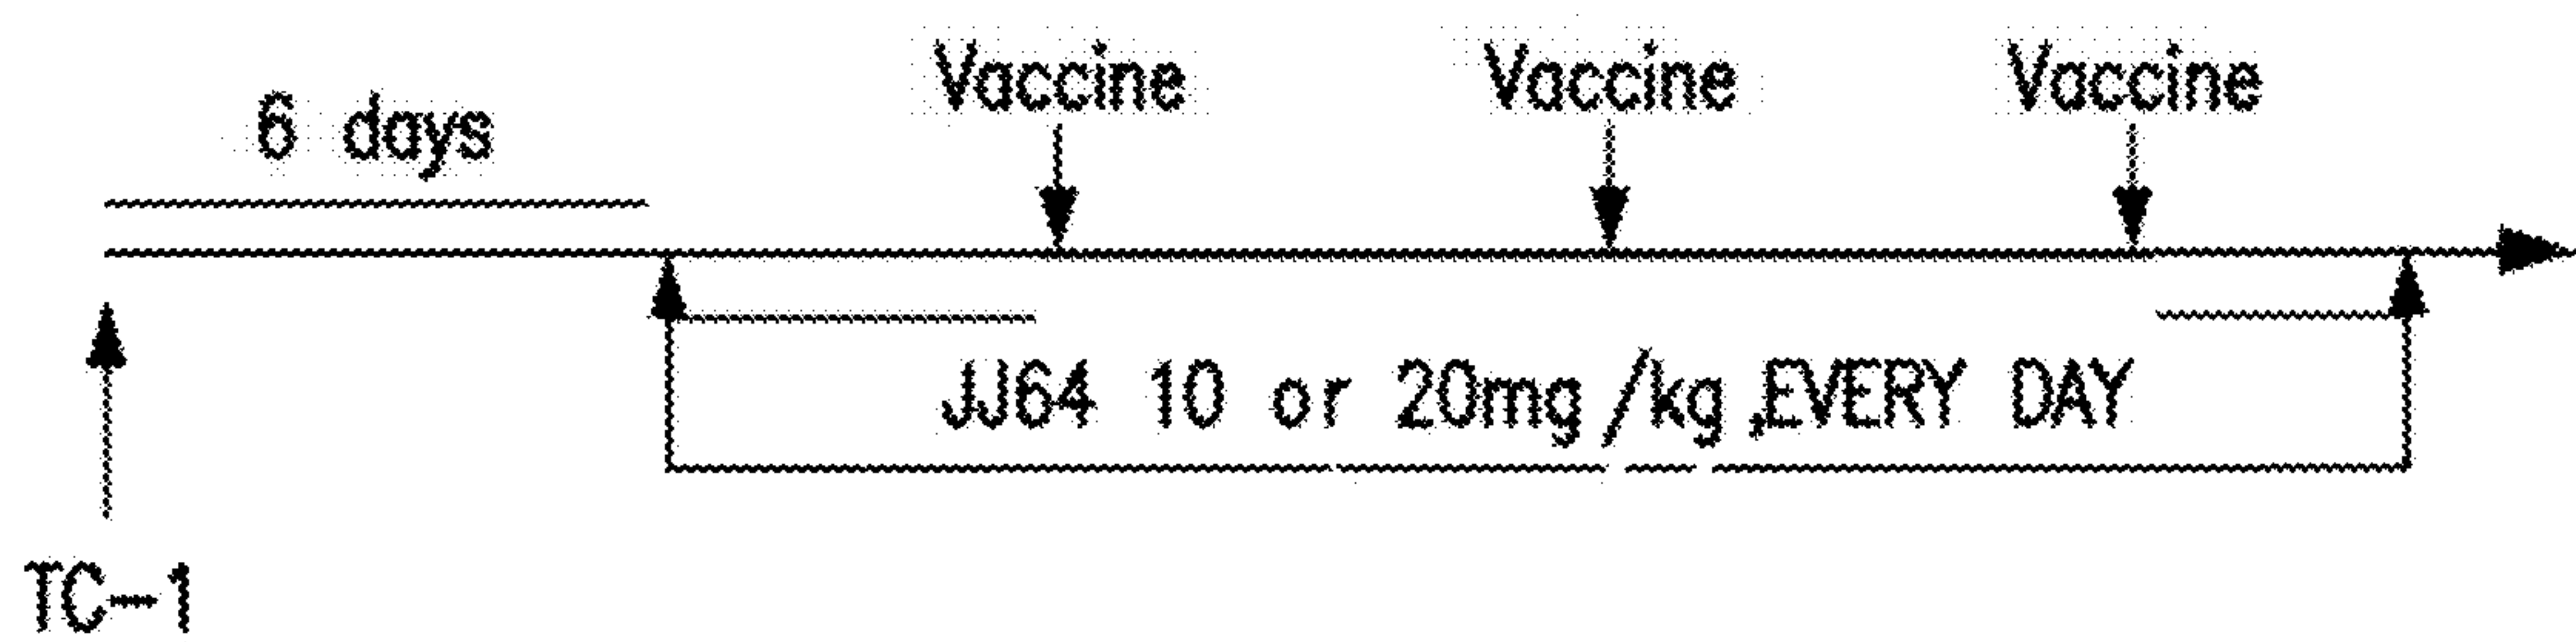 Vaccine Vaccine Vaccine
6 days
JJ64 10 or 20mg/kg,EVERY DAY
TC-1